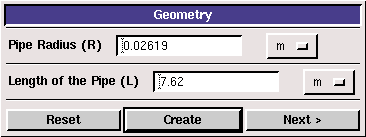 Geometry
Pipe Radius (R) 0.02619 m
Length of the Pipe (L) 7.62 m
Reset Create Next >